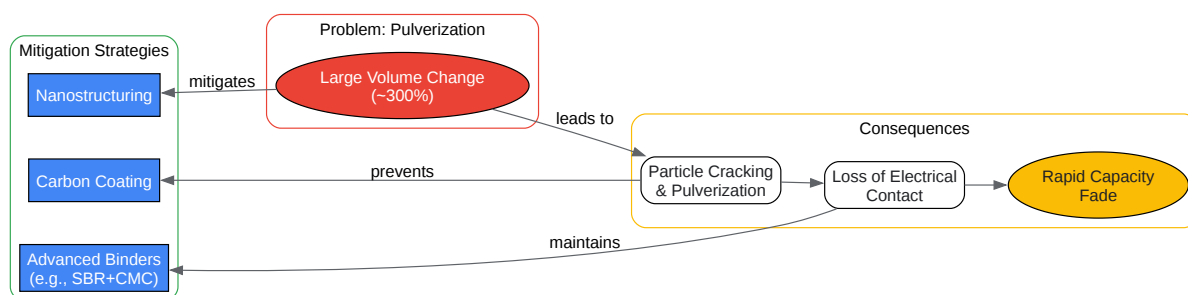 Problem: Pulverization
Mitigation Strategies
Large Volume Change
(~300%)
mitigates
Nanostructuring
leads to
Consequences
Carbon Coating
prevents
Particle Cracking
& Pulverization
Loss of Electrical
Contact
Rapid Capacity
Fade
maintains
Advanced Binders
(e.g., SBR+CMC)